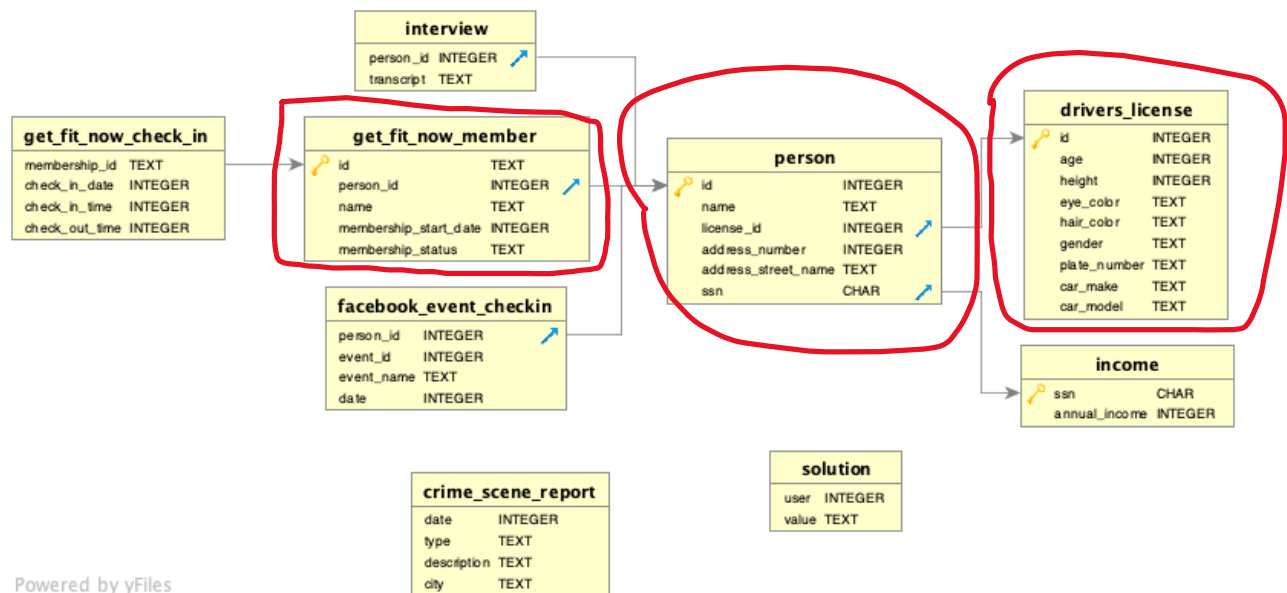 interview
person_id INTEGER
transcript TEXT
get_fit_now_check_in
membership_id TEXT
check_in_date INTEGER
check_in_time INTEGER
check_out_time INTEGER
get_fit_now_member
id TEXT
person_id INTEGER
name TEXT
membership_start_date INTEGER
membership_status TEXT
facebook_event_checkin
person_id INTEGER
event_id INTEGER
event_name TEXT
date INTEGER
person
id INTEGER
name TEXT
license_id INTEGER
address_number INTEGER
address_street_name TEXT
ssn CHAR
drivers_license
id INTEGER
age INTEGER
height INTEGER
eye_color TEXT
hair_color TEXT
gender TEXT
plate_number TEXT
car_make TEXT
car_model TEXT
income
ssn CHAR
annual_income INTEGER
solution
user INTEGER
value TEXT
crime_scene_report
date INTEGER
type TEXT
description TEXT
city TEXT
Powered by yFiles